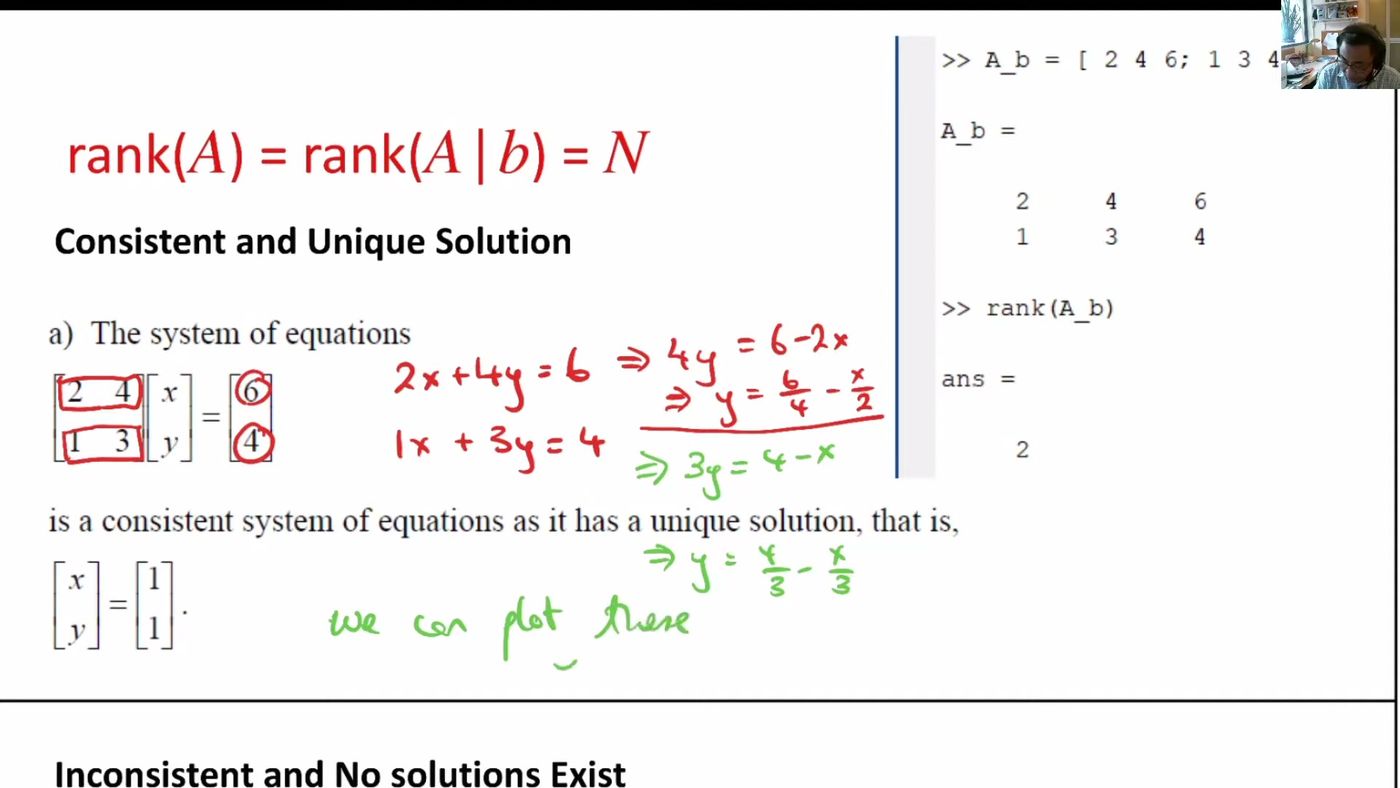 rank(A) = rank(A | b) = N
Consistent and Unique Solution
a) The system of equations
[2 4; 1 3] [x; y] = [6; 4]
2x + 4y = 6 ⇒ 4y = 6 - 2x
⇒ y = 6/4 - x/2
1x + 3y = 4
⇒ 3y = 4 - x
is a consistent system of equations as it has a unique solution, that is,
⇒ y = 4/3 - x/3
[x; y] = [1; 1].
we can plot these
Inconsistent and No solutions Exist
>> A_b = [ 2 4 6; 1 3 4
A_b =
2 4 6
1 3 4
>> rank(A_b)
ans =
2